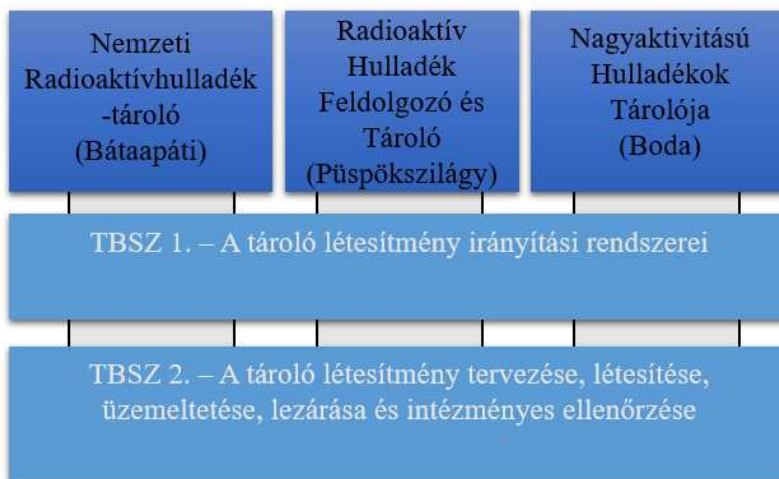 Nemzeti
Radioaktívhulladék
-tároló
(Bátaapáti)
Radioaktív
Hulladék
Feldolgozó és
Tároló
(Püspökszilágy)
Nagyaktivitású
Hulladékok
Tárolója
(Boda)
TBSZ 1. – A tároló létesítmény irányítási rendszerei
TBSZ 2. – A tároló létesítmény tervezése, létesítése,
üzemeltetése, lezárása és intézményes ellenőrzése